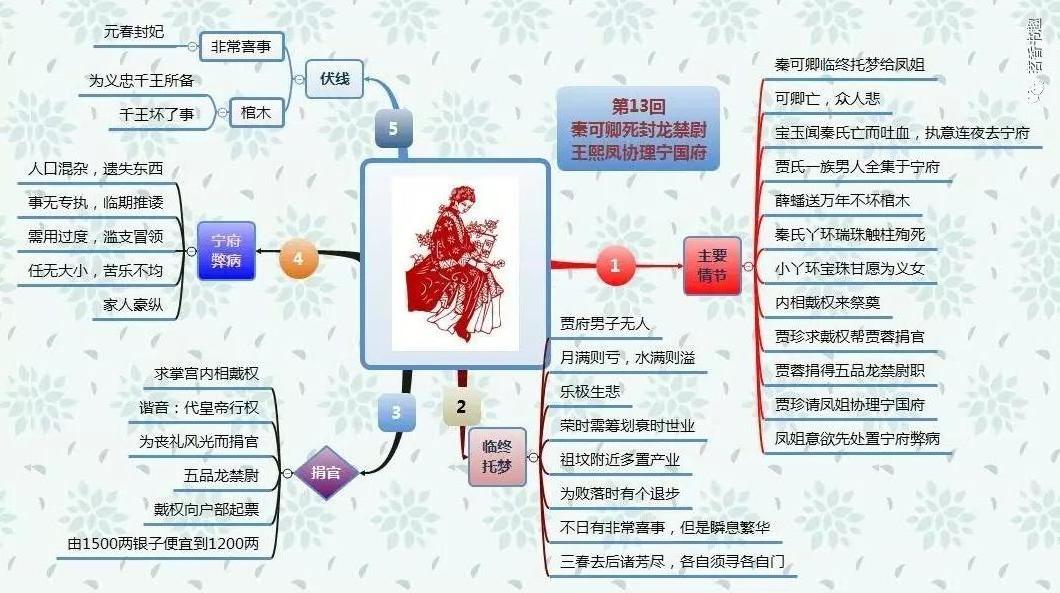 第13回
秦可卿死封龙禁尉
王熙凤协理宁国府
1
主要
情节
秦可卿临终托梦给凤姐
可卿亡，众人悲
宝玉闻秦氏亡而吐血，执意连夜去宁府
贾氏一族男人全集于宁府
薛蟠送万年不坏棺木
秦氏丫环瑞珠触柱殉死
小丫环宝珠甘愿为义女
内相戴权来祭奠
贾珍求戴权帮贾蓉捐官
贾蓉捐得五品龙禁尉职
贾珍请凤姐协理宁国府
凤姐意欲先处置宁府弊病
2
临终
托梦
贾府男子无人
月满则亏，水满则溢
乐极生悲
荣时需筹划衰时世业
祖坟附近多置产业
为败落时有个退步
不日有非常喜事，但是瞬息繁华
三春去后诸芳尽，各自须寻各自门
3
捐官
求掌宫内相戴权
谐音：代皇帝行权
为丧礼风光而捐官
五品龙禁尉
戴权向户部起票
由1500两银子便宜到1200两
4
宁府
弊病
人口混杂，遗失东西
事无专执，临期推诿
需用过度，滥支冒领
任无大小，苦乐不均
家人豪纵
5
伏线
非常喜事
元春封妃
棺木
为义忠千王所备
千王坏了事
茗香书趣